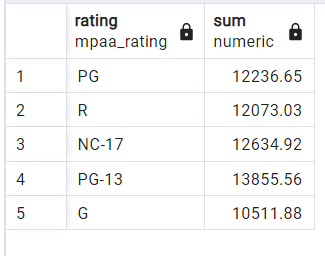 rating sum
mpaa_rating numeric
1 PG 12236.65
2 R 12073.03
3 NC-17 12634.92
4 PG-13 13855.56
5 G 10511.88